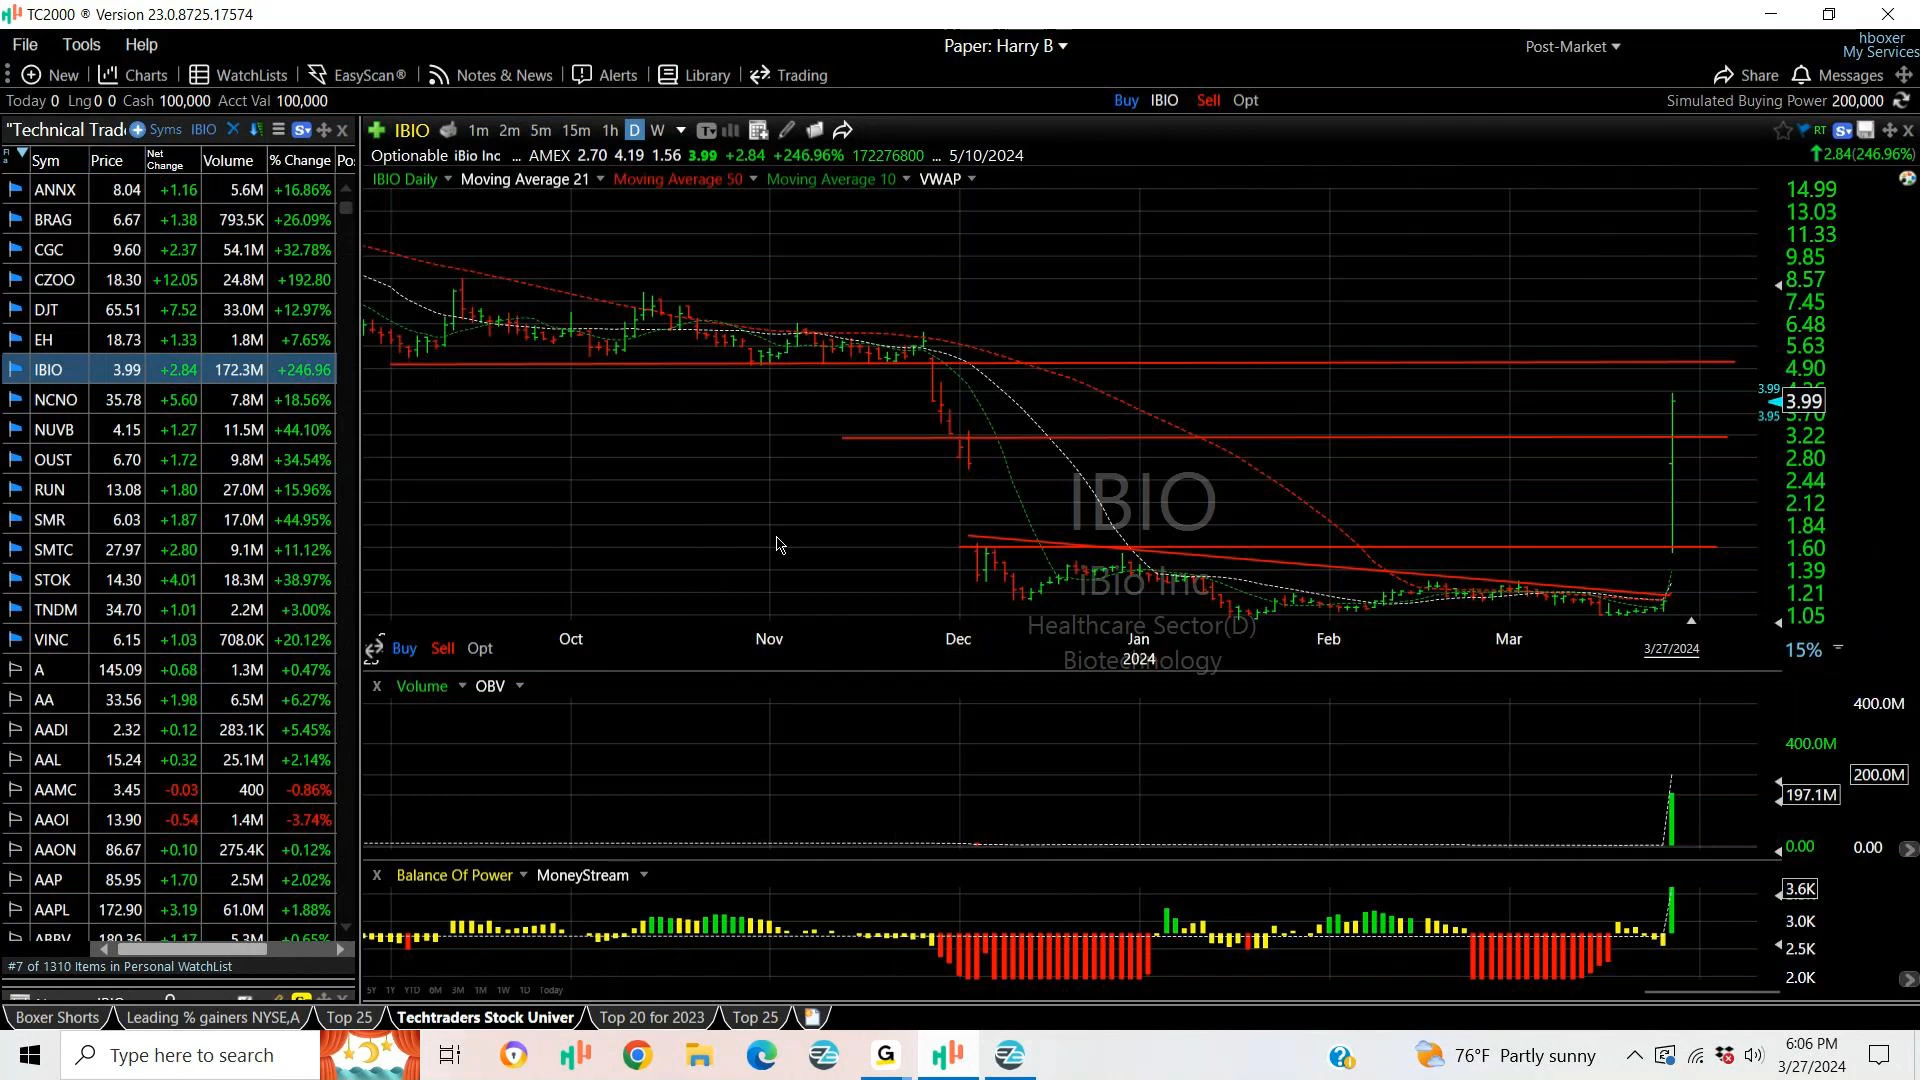 TC2000 ® Version 23.0.8725.17574
File Tools Help
Paper: Harry B
Post-Market
hboxer
My Services
New Charts WatchLists EasyScan® Notes & News Alerts Library Trading
Share Messages
Today 0 Lng 0 0 Cash 100,000 Acct Val 100,000
Buy IBIO Sell Opt
Simulated Buying Power 200,000
"Technical Trad Syms IBIO
IBIO 1m 2m 5m 15m 1h D W
RT
Optionable iBio Inc ... AMEX 2.70 4.19 1.56 3.99 +2.84 +246.96% 172276800 ... 5/10/2024
2.84(246.96%)
IBIO Daily Moving Average 21 Moving Average 50 Moving Average 10 VWAP
Sym Price Net Change Volume % Change Po:
ANNX 8.04 +1.16 5.6M +16.86%
BRAG 6.67 +1.38 793.5K +26.09%
CGC 9.60 +2.37 54.1M +32.78%
CZOO 18.30 +12.05 24.8M +192.80
DJT 65.51 +7.52 33.0M +12.97%
EH 18.73 +1.33 1.8M +7.65%
IBIO 3.99 +2.84 172.3M +246.96
NCNO 35.78 +5.60 7.8M +18.56%
NUVB 4.15 +1.27 11.5M +44.10%
OUST 6.70 +1.72 9.8M +34.54%
RUN 13.08 +1.80 27.0M +15.96%
SMR 6.03 +1.87 17.0M +44.95%
SMTC 27.97 +2.80 9.1M +11.12%
STOK 14.30 +4.01 18.3M +38.97%
TNDM 34.70 +1.01 2.2M +3.00%
VINC 6.15 +1.03 708.0K +20.12%
A 145.09 +0.68 1.3M +0.47%
AA 33.56 +1.98 6.5M +6.27%
AADI 2.32 +0.12 283.1K +5.45%
AAL 15.24 +0.32 25.1M +2.14%
AAMC 3.45 -0.03 400 -0.86%
AAOI 13.90 -0.54 1.4M -3.74%
AAON 86.67 +0.10 275.4K +0.12%
AAP 85.95 +1.70 2.5M +2.02%
AAPL 172.90 +3.19 61.0M +1.88%
ABBV 180.36 +1.17 5.3M +0.65%
#7 of 1310 Items in Personal WatchList
14.99
13.03
11.33
9.85
8.57
7.45
6.48
5.63
4.90
3.99
3.99
3.95
3.22
2.80
2.44
2.12
1.84
1.60
1.39
1.21
1.05
15%
IBIO
iBio Inc
Healthcare Sector(D)
Biotechnology
Oct Nov Dec Jan Feb Mar
2024
3/27/2024
Buy Sell Opt
X Volume OBV
400.0M
400.0M
200.0M
197.1M
0.00 0.00
X Balance Of Power MoneyStream
3.6K
3.0K
2.5K
2.0K
5Y 1Y YTD 6M 3M 1M 1W 1D Today
Boxer Shorts Leading % gainers NYSE,A Top 25 Techtraders Stock Univer Top 20 for 2023 Top 25
Type here to search
76°F Partly sunny
6:06 PM
3/27/2024